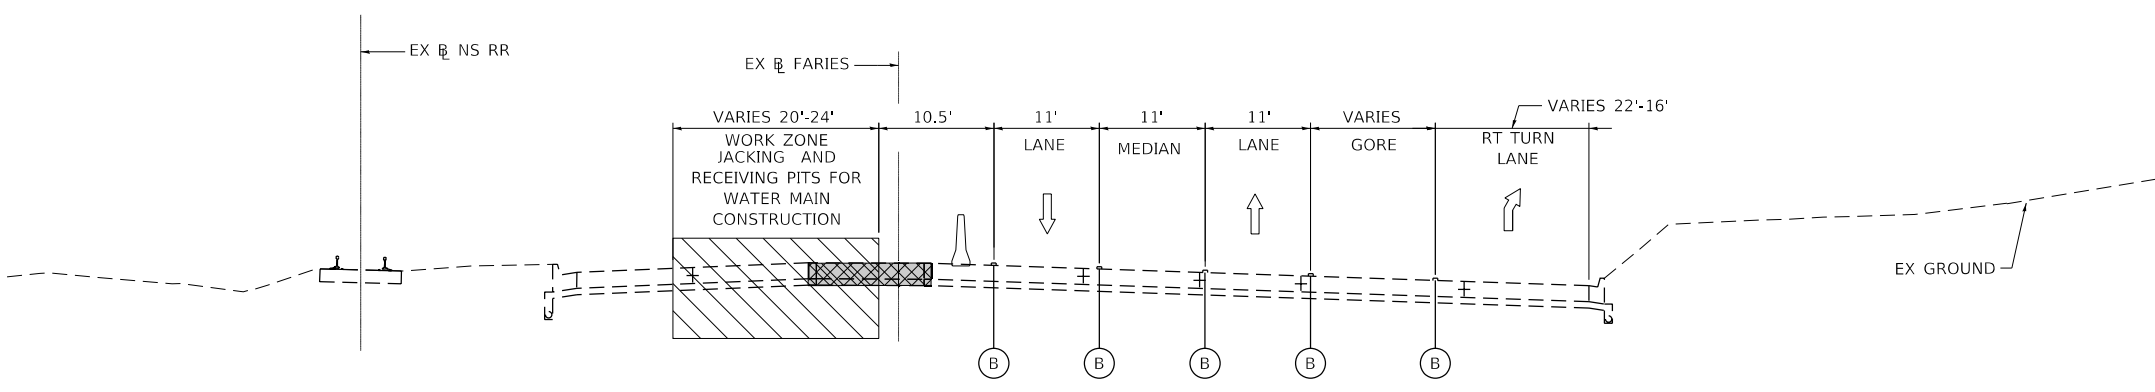 EX ⅊ NS RR
EX ⅊ FARIES
VARIES 20'-24'
WORK ZONE
JACKING AND
RECEIVING PITS FOR
WATER MAIN
CONSTRUCTION
10.5'
11'
LANE
11'
MEDIAN
11'
LANE
VARIES
GORE
VARIES 22'-16'
RT TURN
LANE
EX GROUND
B
B
B
B
B